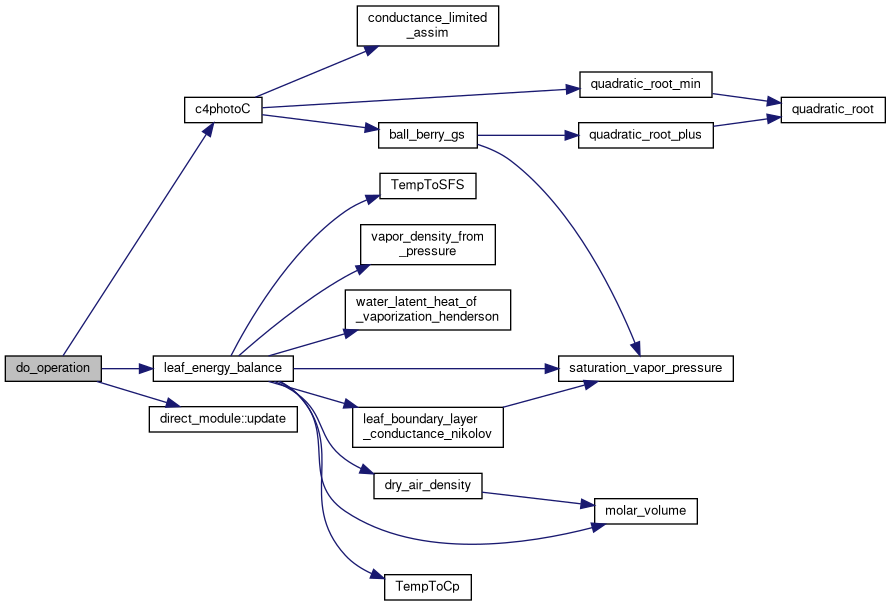 conductance_limited
_assim
quadratic_root_min
c4photoC
quadratic_root
ball_berry_gs
quadratic_root_plus
TempToSFS
vapor_density_from
_pressure
water_latent_heat_of
_vaporization_henderson
do_operation
leaf_energy_balance
saturation_vapor_pressure
direct_module::update
leaf_boundary_layer
_conductance_nikolov
dry_air_density
molar_volume
TempToCp